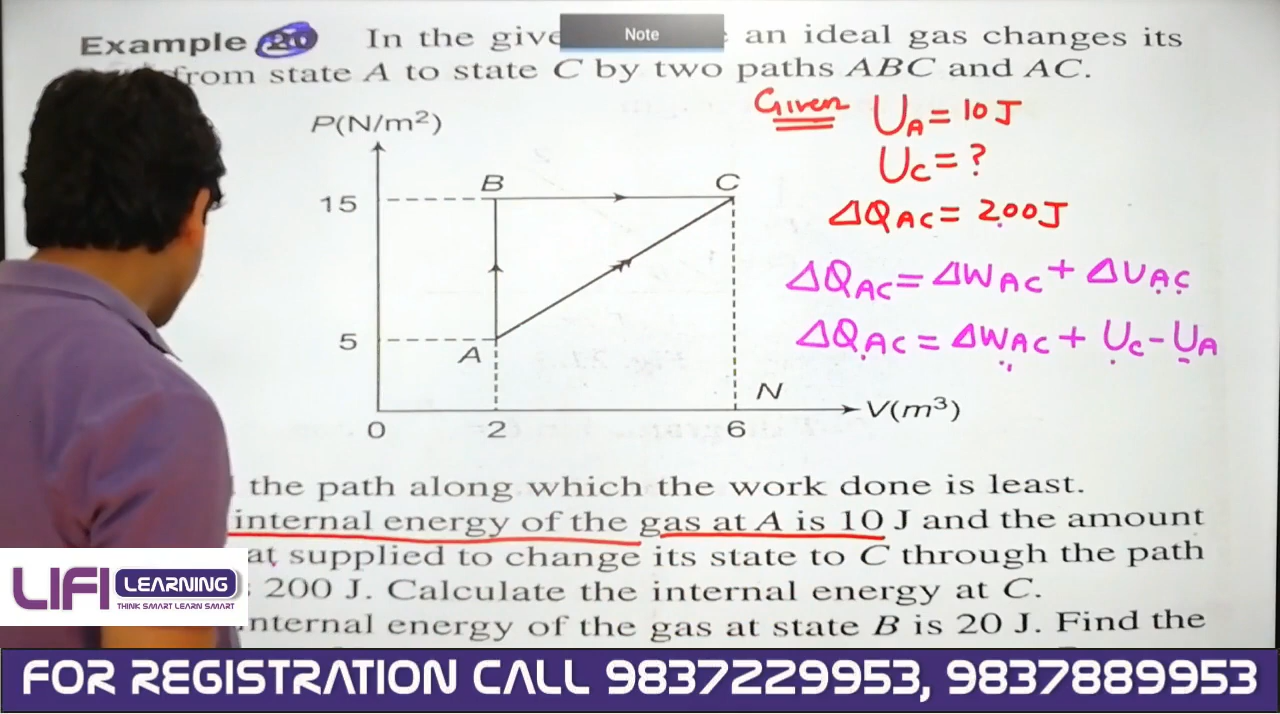 Example 20 In the give Note an ideal gas changes its
from state A to state C by two paths ABC and AC.
Given U_A = 10 J
U_C = ?
ΔQ_AC = 200 J
ΔQ_AC = ΔW_AC + ΔU_AC
ΔQ_AC = ΔW_AC + U_C - U_A
P(N/m²)
B C
15
5
A
N
V(m³)
0 2 6
the path along which the work done is least.
internal energy of the gas at A is 10 J and the amount
at supplied to change its state to C through the path
200 J. Calculate the internal energy at C.
nternal energy of the gas at state B is 20 J. Find the
LIFI LEARNING
THINK SMART LEARN SMART
FOR REGISTRATION CALL 9837229953, 9837889953